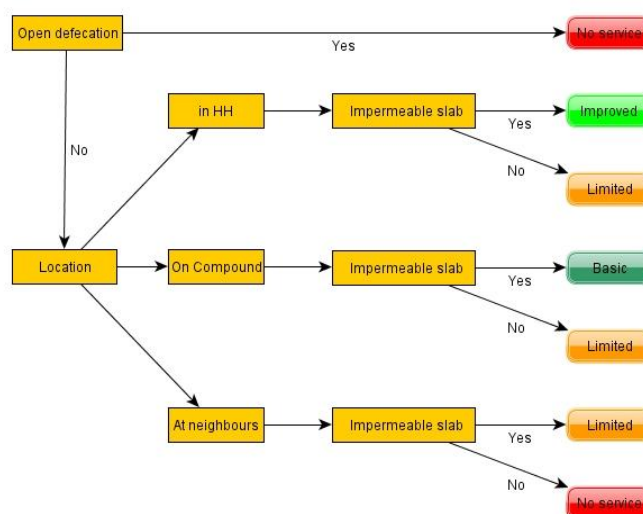 Open defecation
No service
Yes
in HH
Impermeable slab
Improved
Yes
No
No
Limited
Location
On Compound
Impermeable slab
Basic
Yes
No
Limited
At neighbours
Impermeable slab
Limited
Yes
No
No service